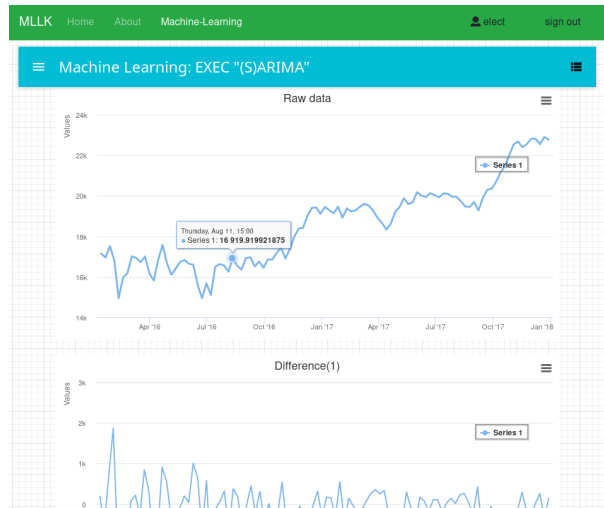 MLLK Home About Machine-Learning elect sign out
Machine Learning: EXEC "(S)ARIMA"
Raw data
Values
24k
22k
Series 1
20k
Thursday, Aug 11, 15:00
Series 1: 16 919.919921875
18k
16k
14k
Apr '16 Jul '16 Oct '16 Jan '17 Apr '17 Jul '17 Oct '17 Jan '18
Difference(1)
Values
3k
2k
Series 1
1k
0